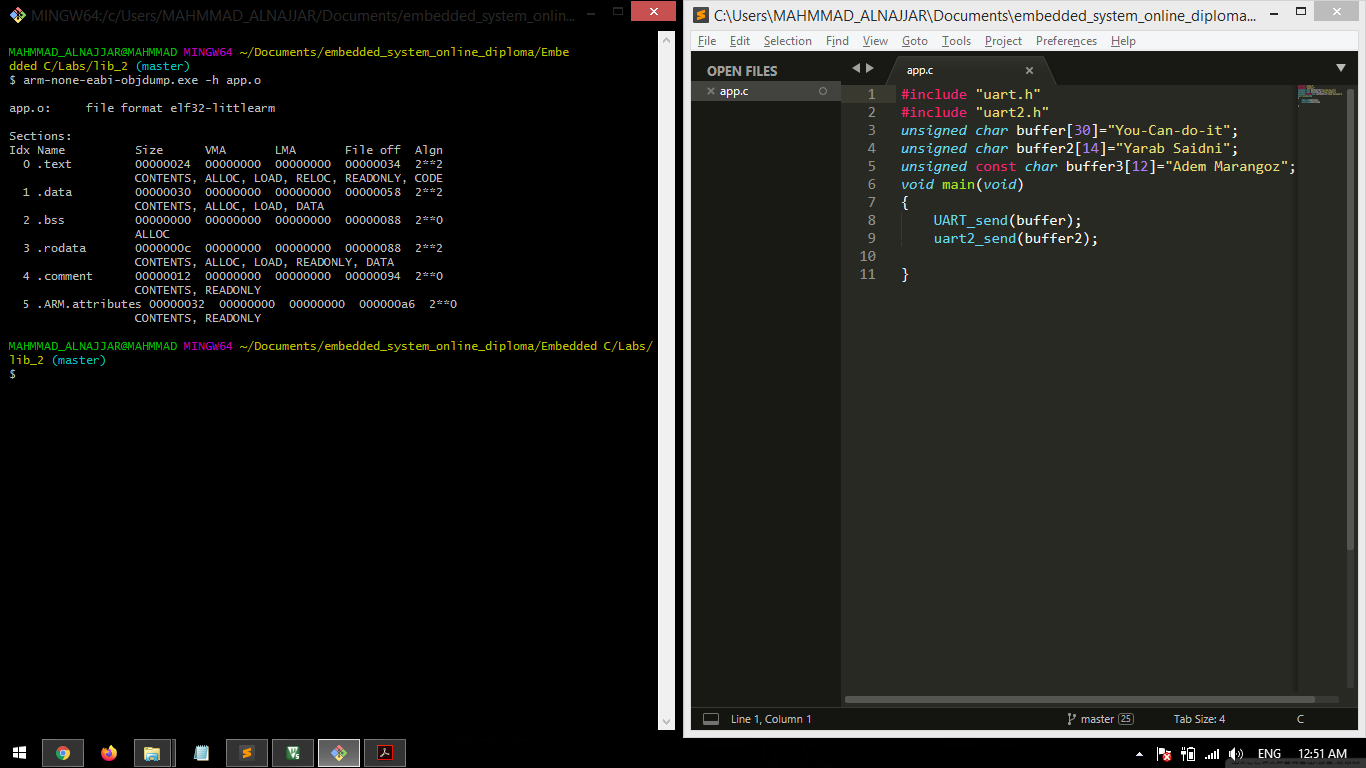 MINGW64:/c/Users/MAHMMAD_ALNAJJAR/Documents/embedded_system_onlin...
MAHMMAD_ALNAJJAR@MAHMMAD MINGW64 ~/Documents/embedded_system_online_diploma/Embe
dded C/Labs/lib_2 (master)
$ arm-none-eabi-objdump.exe -h app.o
app.o:     file format elf32-littlearm
Sections:
Idx Name          Size      VMA       LMA       File off  Algn
  0 .text         00000024  00000000  00000000  00000034  2**2
                  CONTENTS, ALLOC, LOAD, RELOC, READONLY, CODE
  1 .data         00000030  00000000  00000000  00000058  2**2
                  CONTENTS, ALLOC, LOAD, DATA
  2 .bss          00000000  00000000  00000000  00000088  2**0
                  ALLOC
  3 .rodata       0000000c  00000000  00000000  00000088  2**2
                  CONTENTS, ALLOC, LOAD, READONLY, DATA
  4 .comment      00000012  00000000  00000000  00000094  2**0
                  CONTENTS, READONLY
  5 .ARM.attributes 00000032  00000000  00000000  000000a6  2**0
                  CONTENTS, READONLY
MAHMMAD_ALNAJJAR@MAHMMAD MINGW64 ~/Documents/embedded_system_online_diploma/Embedded C/Labs/
lib_2 (master)
$
C:\Users\MAHMMAD_ALNAJJAR\Documents\embedded_system_online_diploma...
File Edit Selection Find View Goto Tools Project Preferences Help
OPEN FILES
app.c
app.c
1 #include "uart.h"
2 #include "uart2.h"
3 unsigned char buffer[30]="You-Can-do-it";
4 unsigned char buffer2[14]="Yarab Saidni";
5 unsigned const char buffer3[12]="Adem Marangoz";
6 void main(void)
7 {
8     UART_send(buffer);
9     uart2_send(buffer2);
10
11 }
Line 1, Column 1
master 25
Tab Size: 4
C
ENG 12:51 AM